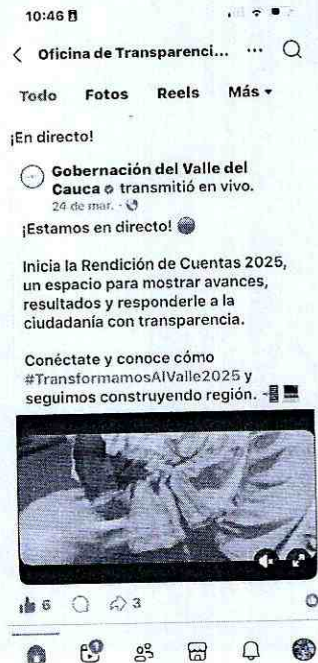 10:46
Oficina de Transparenci... ...
Todo Fotos Reels Más
¡En directo!
Gobernación del Valle del
Cauca transmitió en vivo.
24 de mar. ·
¡Estamos en directo!
Inicia la Rendición de Cuentas 2025,
un espacio para mostrar avances,
resultados y responderle a la
ciudadanía con transparencia.
Conéctate y conoce cómo
#TransformamosAlValle2025 y
seguimos construyendo región.
6 3